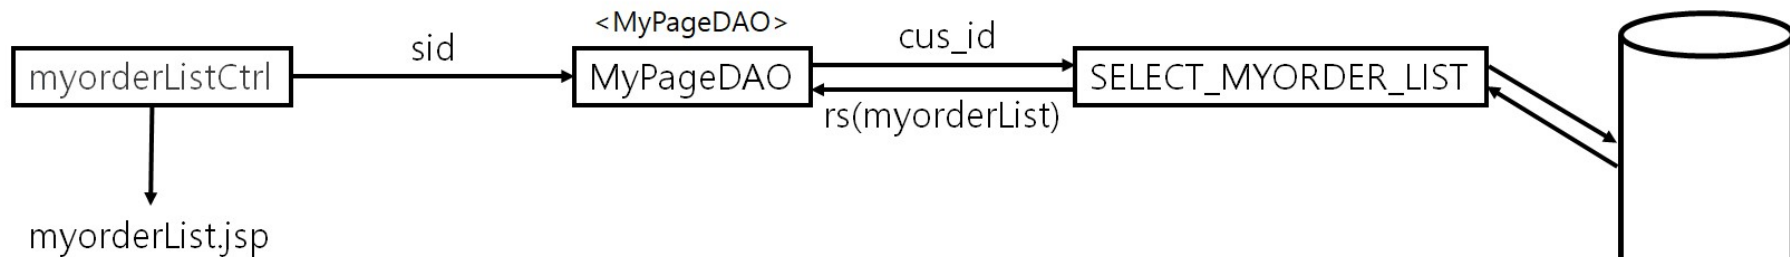 <MyPageDAO>
myorderListCtrl
sid
MyPageDAO
cus_id
rs(myorderList)
SELECT_MYORDER_LIST
myorderList.jsp